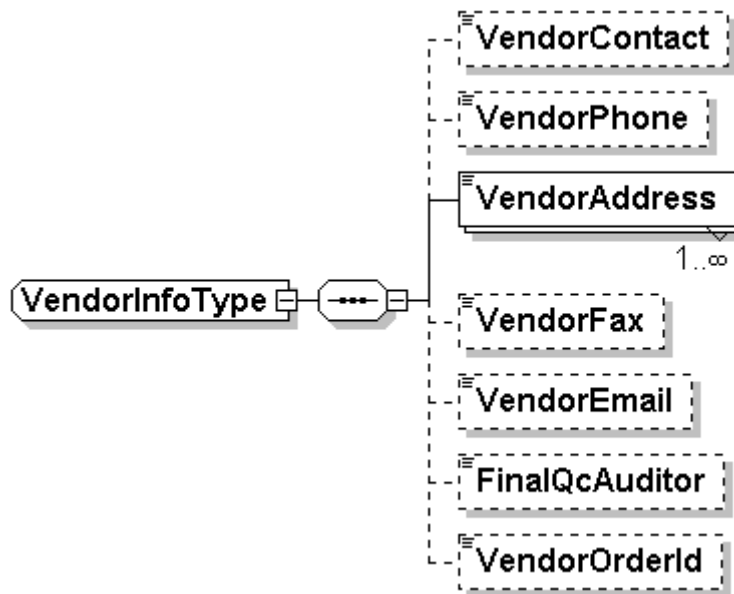 VendorContact
VendorPhone
VendorAddress
1..∞
VendorInfoType
VendorFax
VendorEmail
FinalQcAuditor
VendorOrderId